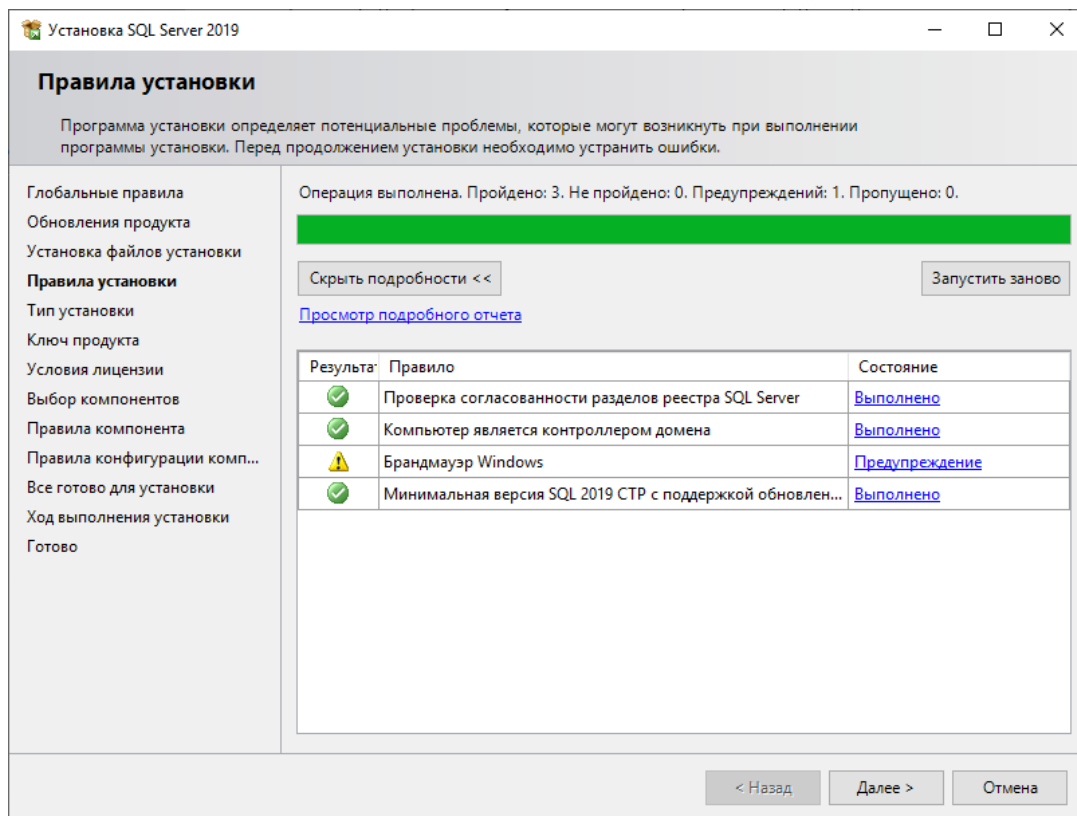 Установка SQL Server 2019
Правила установки
Программа установки определяет потенциальные проблемы, которые могут возникнуть при выполнении
программы установки. Перед продолжением установки необходимо устранить ошибки.
Глобальные правила
Обновления продукта
Установка файлов установки
Правила установки
Тип установки
Ключ продукта
Условия лицензии
Выбор компонентов
Правила компонента
Правила конфигурации комп...
Все готово для установки
Ход выполнения установки
Готово
Операция выполнена. Пройдено: 3. Не пройдено: 0. Предупреждений: 1. Пропущено: 0.
Скрыть подробности << Запустить заново
Просмотр подробного отчета
Результат Правило Состояние
Проверка согласованности разделов реестра SQL Server Выполнено
Компьютер является контроллером домена Выполнено
Брандмауэр Windows Предупреждение
Минимальная версия SQL 2019 CTP с поддержкой обновлен... Выполнено
< Назад Далее > Отмена